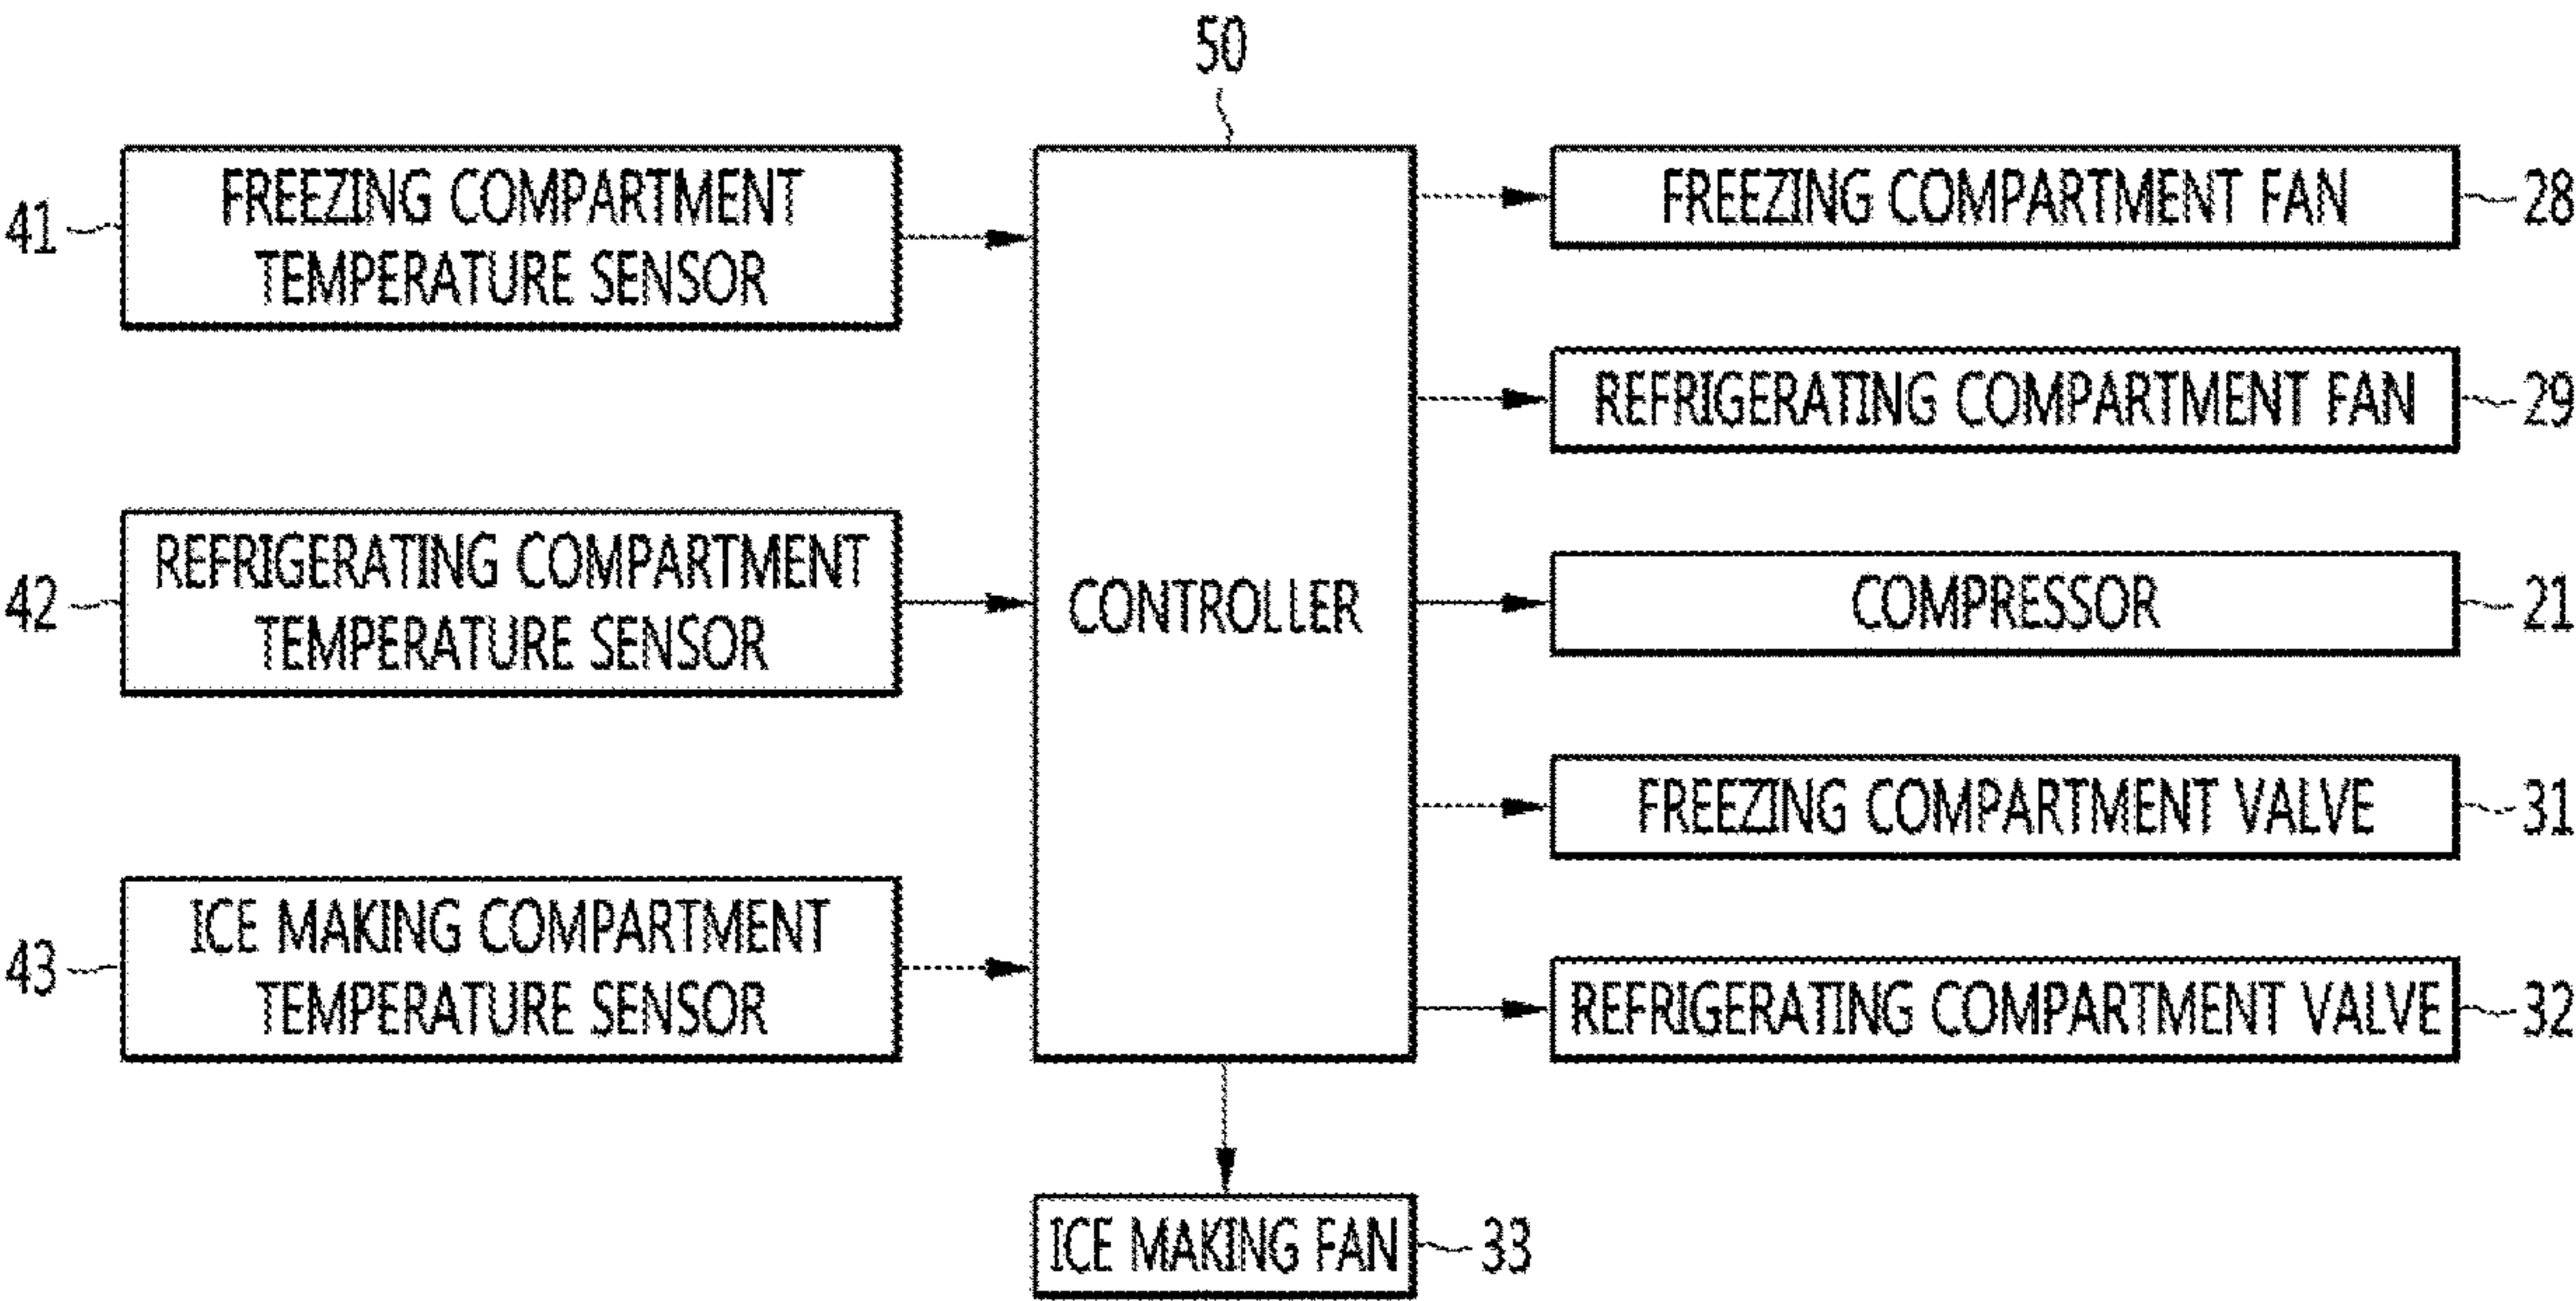 50
41
FREEZING COMPARTMENT
TEMPERATURE SENSOR
42
REFRIGERATING COMPARTMENT
TEMPERATURE SENSOR
43
ICE MAKING COMPARTMENT
TEMPERATURE SENSOR
CONTROLLER
FREEZING COMPARTMENT FAN
28
REFRIGERATING COMPARTMENT FAN
29
COMPRESSOR
21
FREEZING COMPARTMENT VALVE
31
REFRIGERATING COMPARTMENT VALVE
32
ICE MAKING FAN
33